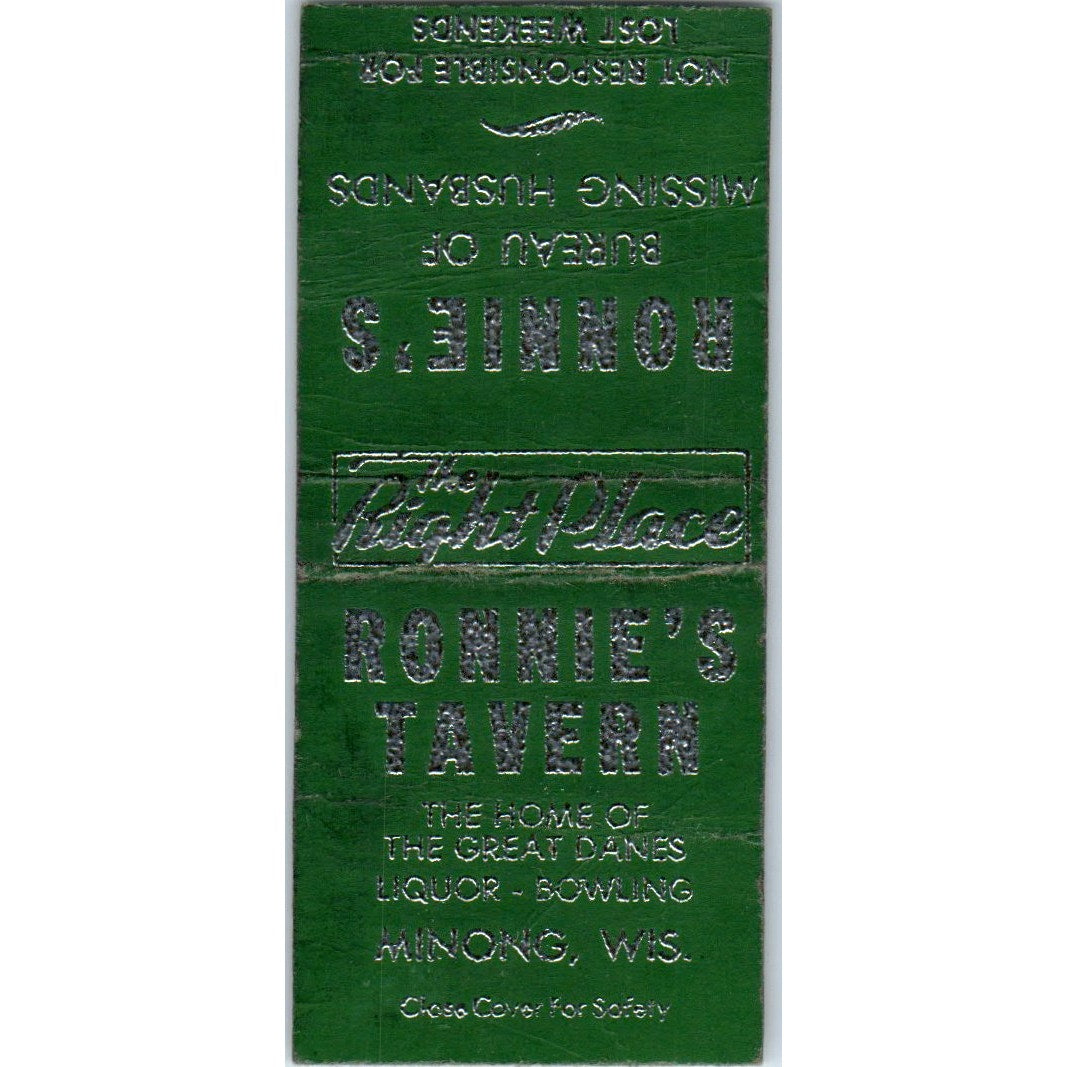 RONNIE'S
BUREAU OF
MISSING HUSBANDS
NOT RESPONSIBLE FOR
LOST WEEKENDS
the
Right Place
RONNIE'S
TAVERN
THE HOME OF
THE GREAT DANES
LIQUOR - BOWLING
MINONG, WIS.
Close Cover For Safety